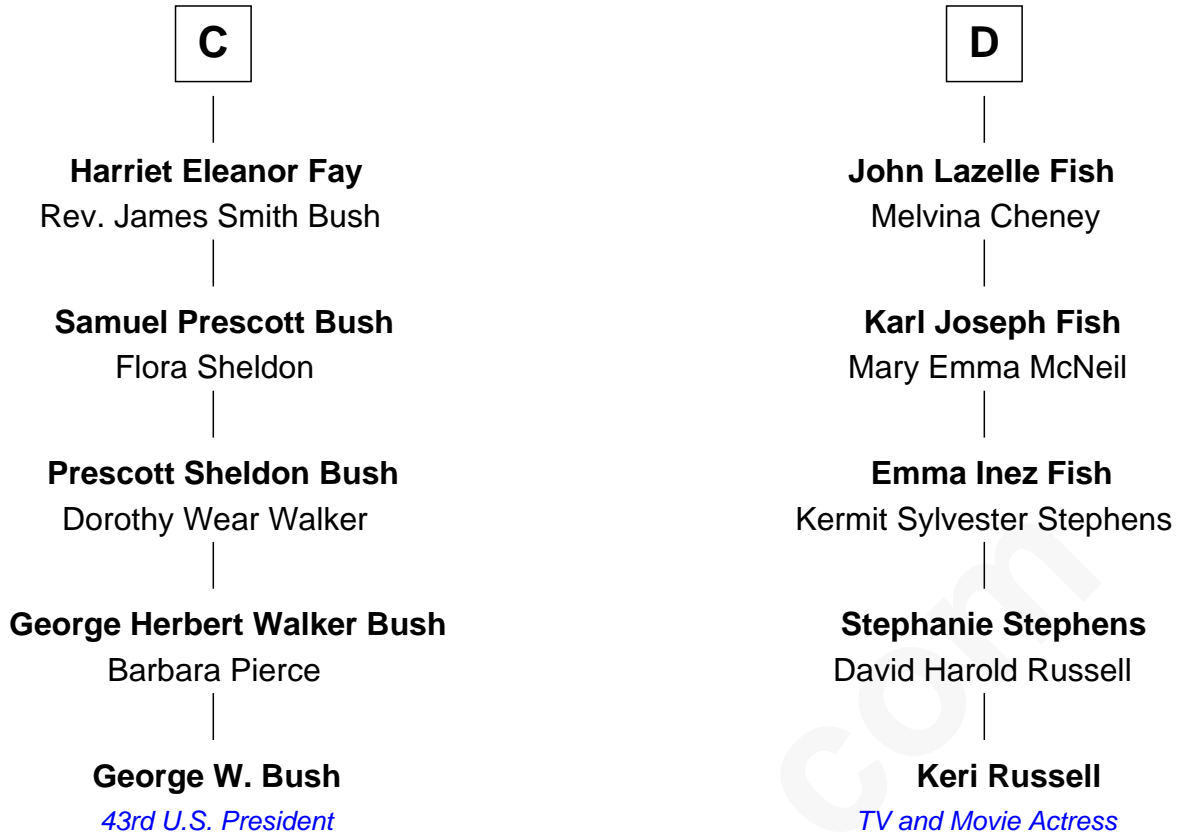 C
Harriet Eleanor Fay
Rev. James Smith Bush
Samuel Prescott Bush
Flora Sheldon
Prescott Sheldon Bush
Dorothy Wear Walker
George Herbert Walker Bush
Barbara Pierce
George W. Bush
43rd U.S. President
D
John Lazelle Fish
Melvina Cheney
Karl Joseph Fish
Mary Emma McNeil
Emma Inez Fish
Kermit Sylvester Stephens
Stephanie Stephens
David Harold Russell
Keri Russell
TV and Movie Actress
com